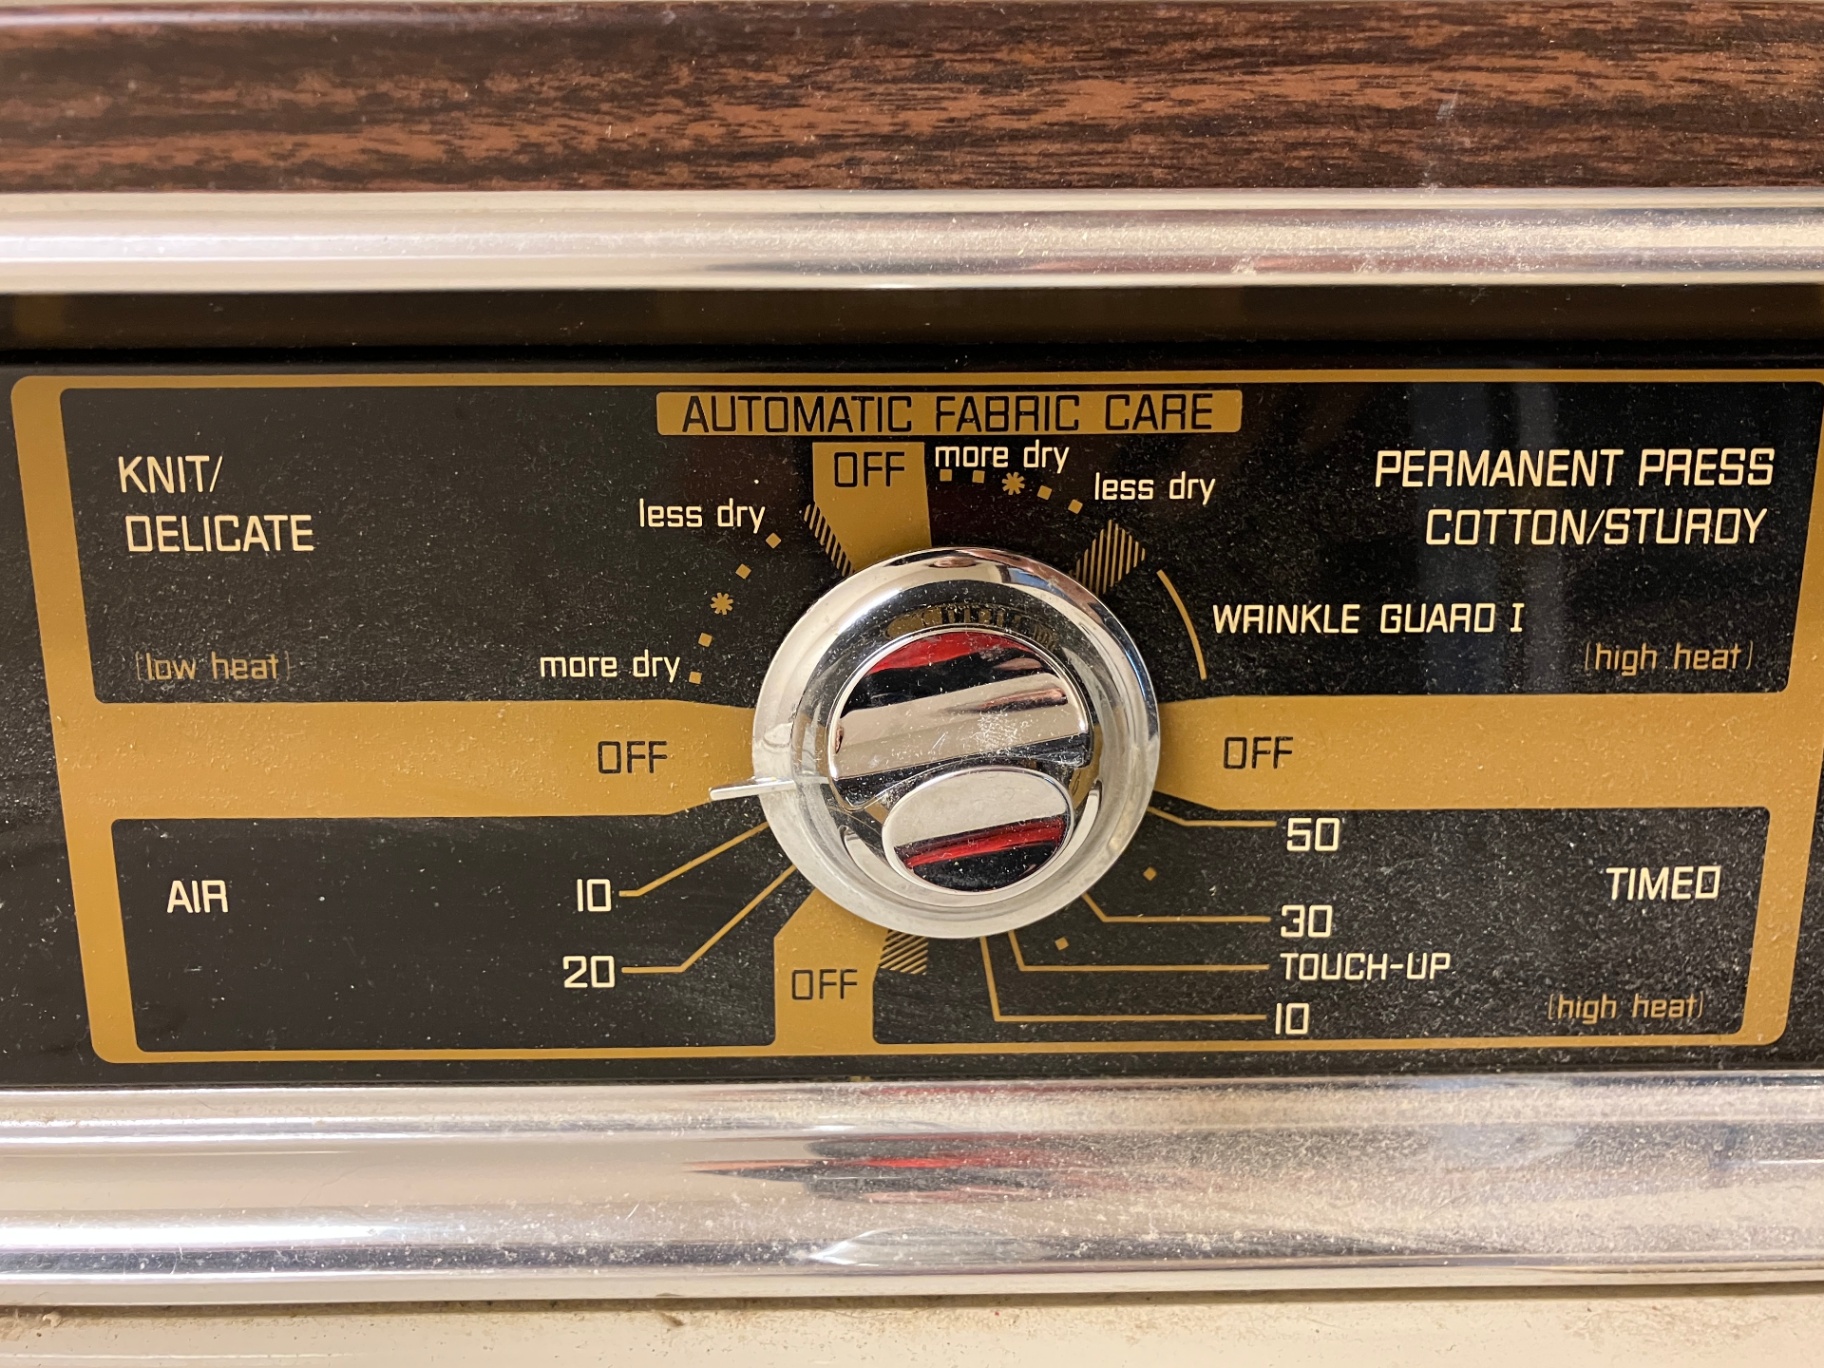 AUTOMATIC FABRIC CARE
KNIT/
DELICATE
(low heat)
less dry
more dry
OFF
more dry
less dry
PERMANENT PRESS
COTTON/STURDY
WRINKLE GUARD I
(high heat)
OFF
OFF
AIR
10
20
OFF
50
30
TOUCH-UP
10
TIMED
(high heat)